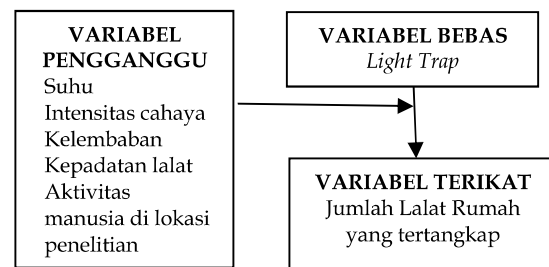 VARIABEL
PENGGANGGU
Suhu
Intensitas cahaya
Kelembaban
Kepadatan lalat
Aktivitas
manusia di lokasi
penelitian
VARIABEL BEBAS
Light Trap
VARIABEL TERIKAT
Jumlah Lalat Rumah
yang tertangkap